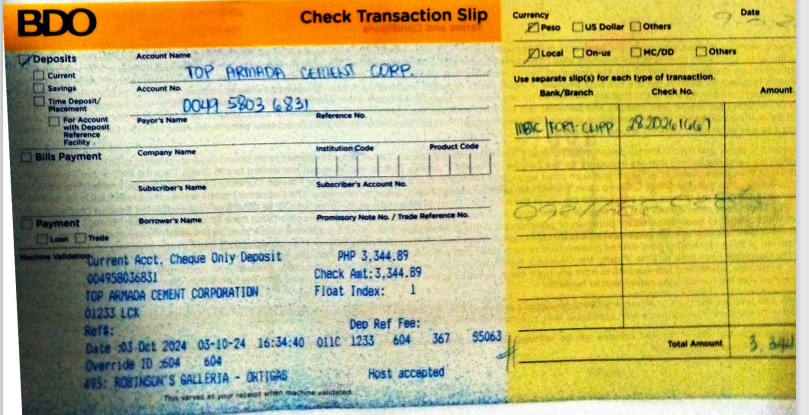 BDO
Check Transaction Slip
Currency
Date
Peso
US Dollar
Others
Local
On-us
MC/DD
Others
Deposits
Current
Savings
Time Deposit/
Placement
For Account
with Deposit
Reference
Facility
Account Name
TOP ARMADA CEMENT CORP.
Account No.
0049 5803 6831
Payor's Name
Reference No.
Use separate slip(s) for each type of transaction.
Bank/Branch
Check No.
Amount
Bills Payment
Company Name
Institution Code
Product Code
Subscriber's Name
Subscriber's Account No.
Payment
Loan
Trade
Borrower's Name
Promissory Note No. / Trade Reference No.
Machine Validation
Current Acct. Cheque Only Deposit PHP 3,344.89
004958036831 Check Amt:3,344.89
TOP ARMADA CEMENT CORPORATION Float Index: 1
01233 LCK
Ref#: Dep Ref Fee:
Date :03 Oct 2024 03-10-24 16:34:40 011C 1233 604 367 55063
Override ID :604 604
495: ROBINSON'S GALLERIA - ORTIGAS Host accepted
This serves as your receipt when machine validated.
Total Amount